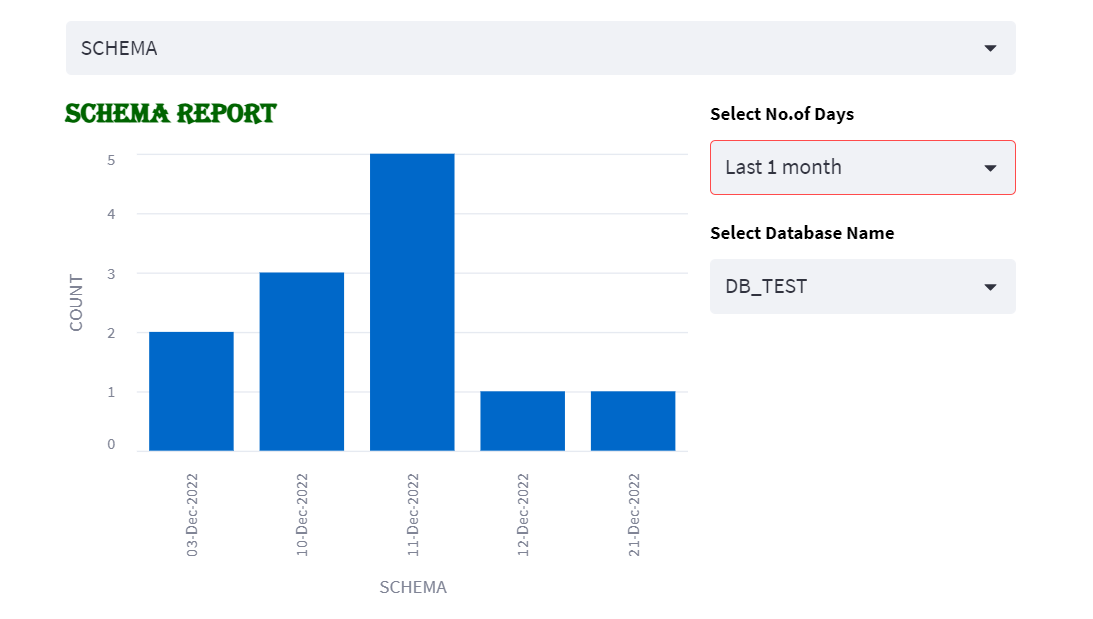 SCHEMA
SCHEMA REPORT
Select No.of Days
Last 1 month
Select Database Name
DB_TEST
COUNT
5
4
3
2
1
0
03-Dec-2022
10-Dec-2022
11-Dec-2022
12-Dec-2022
21-Dec-2022
SCHEMA